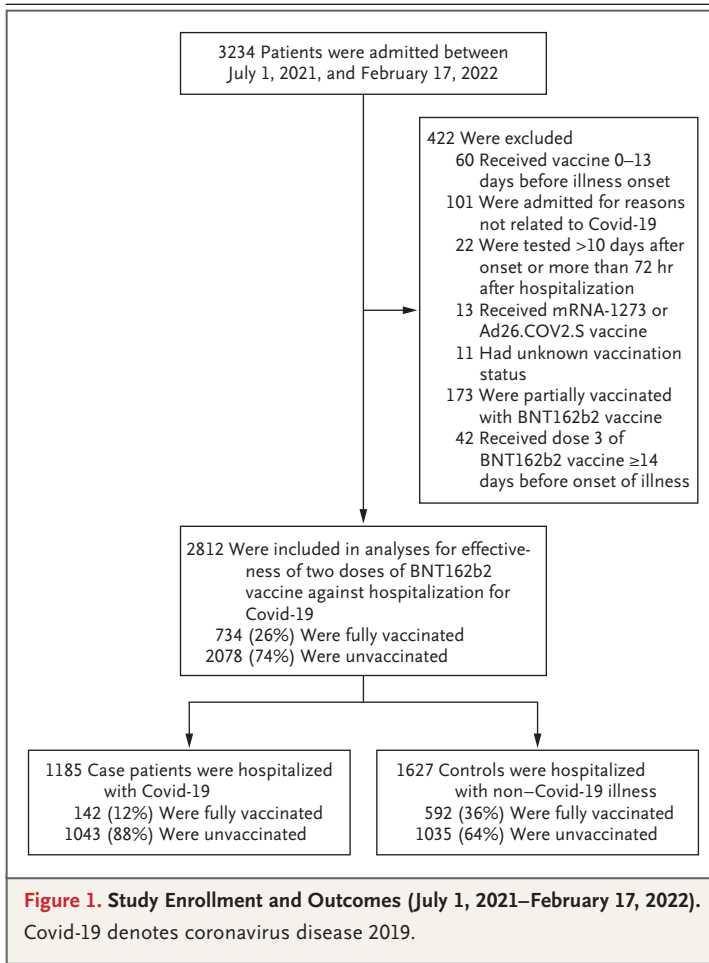 3234 Patients were admitted between
July 1, 2021, and February 17, 2022
422 Were excluded
60 Received vaccine 0–13
days before illness onset
101 Were admitted for reasons
not related to Covid-19
22 Were tested >10 days after
onset or more than 72 hr
after hospitalization
13 Received mRNA-1273 or
Ad26.COV2.S vaccine
11 Had unknown vaccination
status
173 Were partially vaccinated
with BNT162b2 vaccine
42 Received dose 3 of
BNT162b2 vaccine ≥14
days before onset of illness
2812 Were included in analyses for effective-
ness of two doses of BNT162b2
vaccine against hospitalization for
Covid-19
734 (26%) Were fully vaccinated
2078 (74%) Were unvaccinated
1185 Case patients were hospitalized
with Covid-19
142 (12%) Were fully vaccinated
1043 (88%) Were unvaccinated
1627 Controls were hospitalized
with non–Covid-19 illness
592 (36%) Were fully vaccinated
1035 (64%) Were unvaccinated
Figure 1. Study Enrollment and Outcomes (July 1, 2021–February 17, 2022).
Covid-19 denotes coronavirus disease 2019.